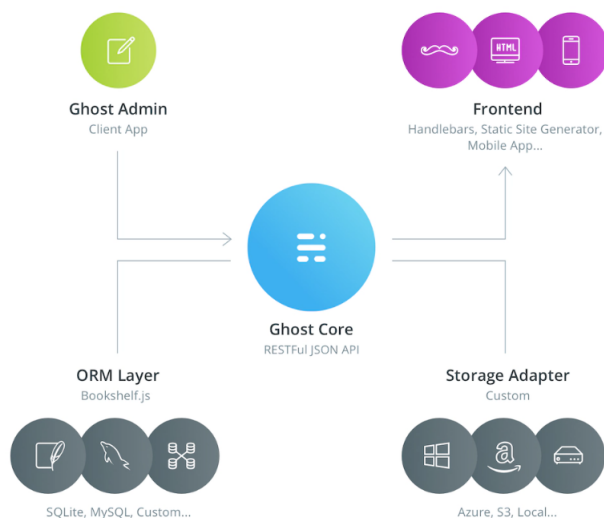 HTML
Ghost Admin
Client App
Frontend
Handlebars, Static Site Generator,
Mobile App...
Ghost Core
RESTFul JSON API
ORM Layer
Bookshelf.js
Storage Adapter
Custom
a
SQLite, MySQL, Custom...
Azure, S3, Local...